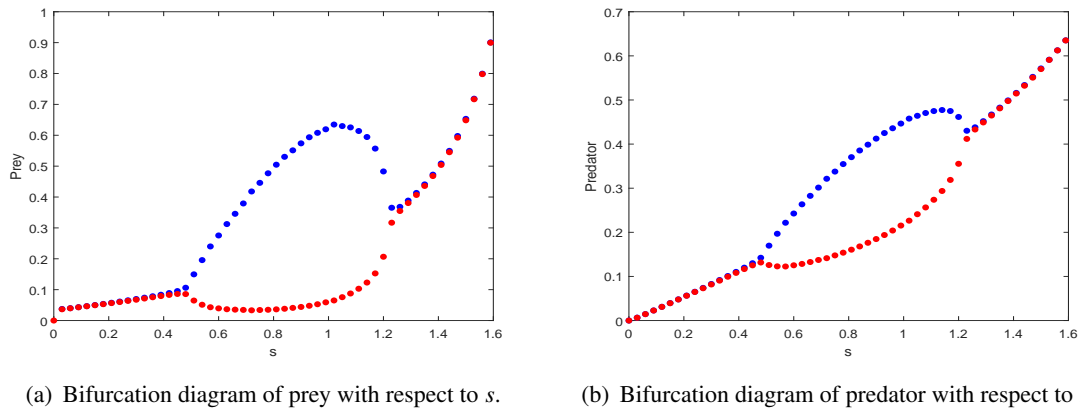 1
0.9
0.8
0.7
0.6
0.5
0.4
0.3
0.2
0.1
0
Prey
0 0.2 0.4 0.6 0.8 1 1.2 1.4 1.6
s
0.7
0.6
0.5
0.4
0.3
0.2
0.1
0
Predator
0 0.2 0.4 0.6 0.8 1 1.2 1.4 1.6
s
(a) Bifurcation diagram of prey with respect to s.
(b) Bifurcation diagram of predator with respect to